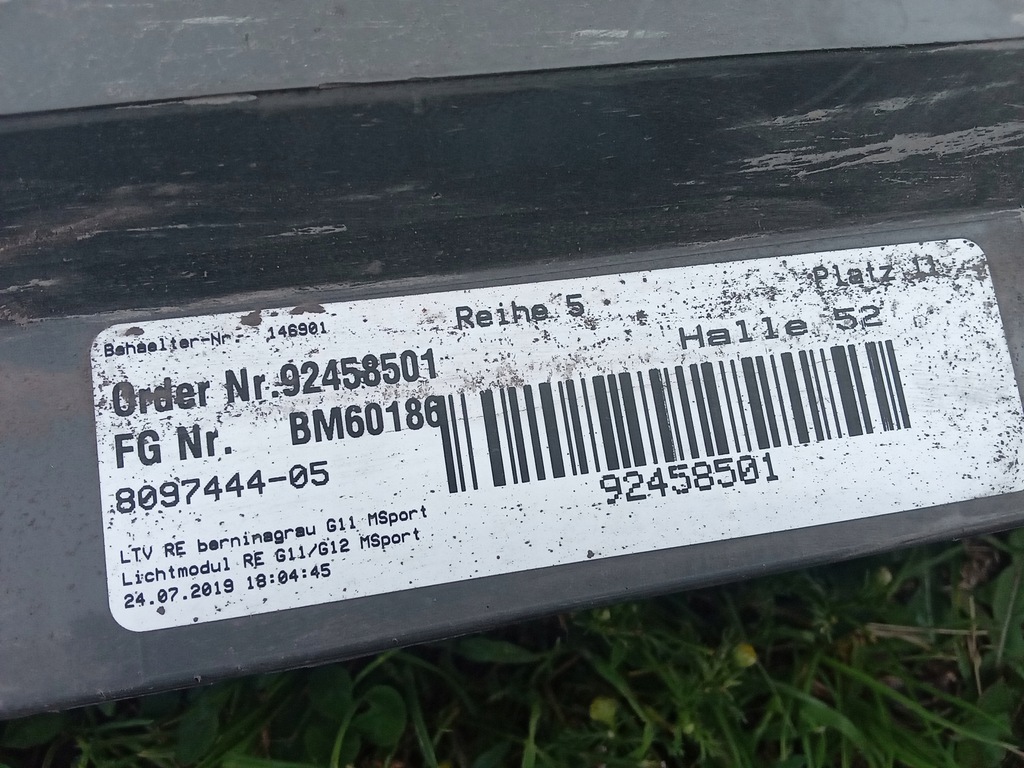 Behaelter-Nr. 146901
Reihe 5
Platz 11
Halle 52
Order Nr.92458501
FG Nr. BM60186
8097444-05
92458501
LTV RE berninagrau G11 MSport
Lichtmodul RE G11/G12 MSport
24.07.2019 18:04:45